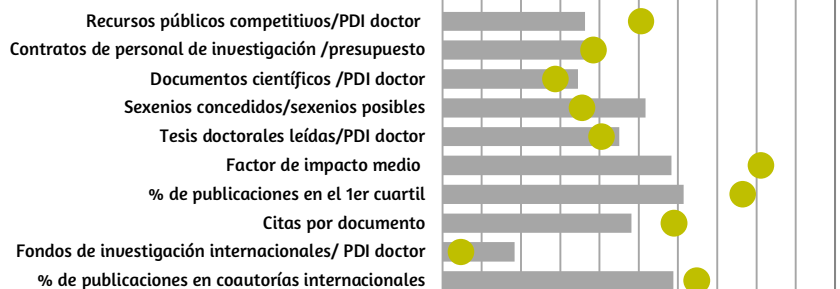 Recursos públicos competitivos/PDI doctor
Contratos de personal de investigación /presupuesto
Documentos científicos /PDI doctor
Sexenios concedidos/sexenios posibles
Tesis doctorales leídas/PDI doctor
Factor de impacto medio
% de publicaciones en el 1er cuartil
Citas por documento
Fondos de investigación internacionales/ PDI doctor
% de publicaciones en coautorías internacionales